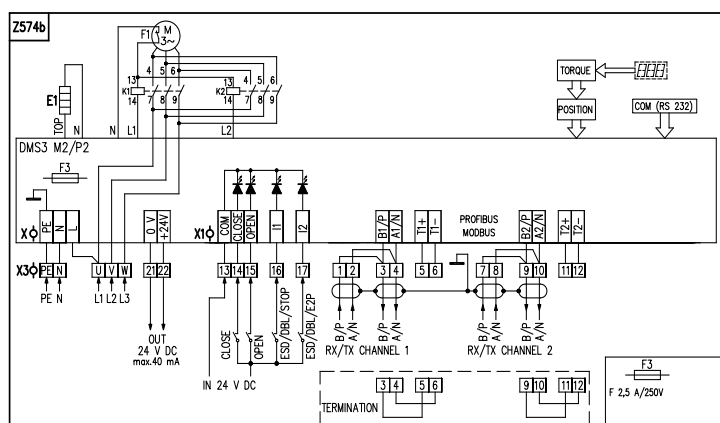 Z574b
F1
M
3~
4 5 6
13
K1
14
7 8 9
13
K2
14
4 5 6
7 8 9
E1
TOP
N
N
L1
L2
TORQUE
POSITION
COM (RS 232)
DMS3 M2/P2
F3
X
PE
N
L
0 V
+24V
X1
COM
CLOSE
OPEN
I1
I2
B1/P
A1/N
T1+
T1-
PROFIBUS
MODBUS
B2/P
A2/N
T2+
T2-
X3
PE N U V W 21 22 13 14 15 16 17 1 2 3 4 5 6 7 8 9 10 11 12
PE N
L1 L2 L3
OUT
24 V DC
max.40 mA
CLOSE
OPEN
ESD/DBL/STOP
ESD/DBL/E2P
IN 24 V DC
B/P
A/N
B/P
A/N
RX/TX CHANNEL 1
B/P
A/N
B/P
A/N
RX/TX CHANNEL 2
TERMINATION
3 4 5 6
9 10 11 12
F3
F 2,5 A/250V